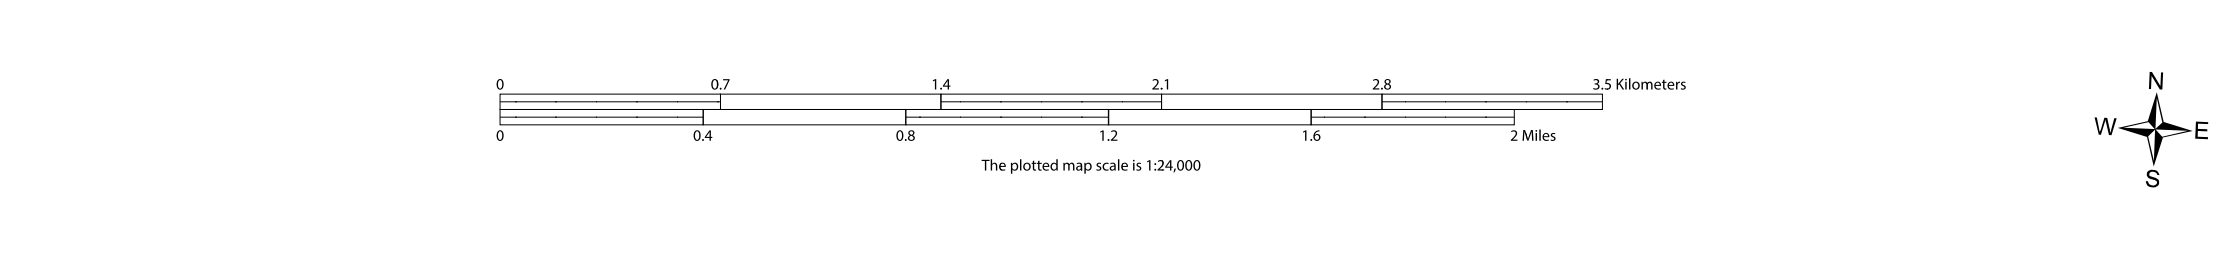 0 0.7 1.4 2.1 2.8 3.5 Kilometers
0 0.4 0.8 1.2 1.6 2 Miles
The plotted map scale is 1:24,000
N
W E
S